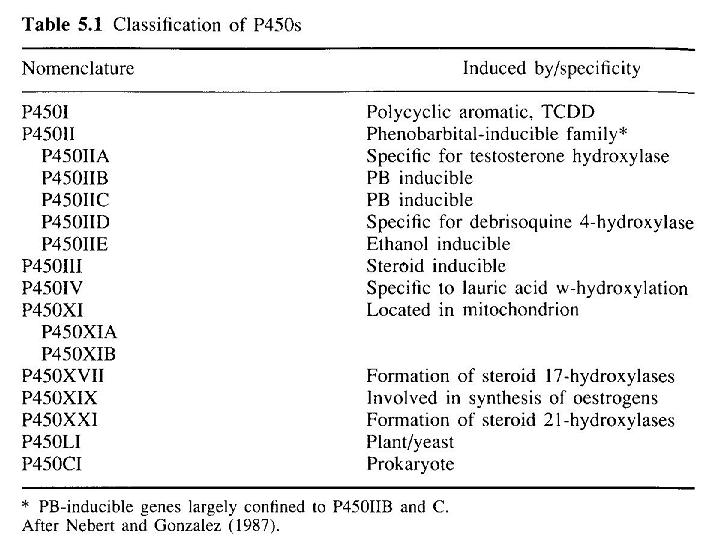 Table 5.1 Classification of P450s
Nomenclature Induced by/specificity
P450I Polycyclic aromatic, TCDD
P450II Phenobarbital-inducible family*
P450IIA Specific for testosterone hydroxylase
P450IIB PB inducible
P450IIC PB inducible
P450IID Specific for debrisoquine 4-hydroxylase
P450IIE Ethanol inducible
P450III Steroid inducible
P450IV Specific to lauric acid w-hydroxylation
P450XI Located in mitochondrion
P450XIA
P450XIB
P450XVII Formation of steroid 17-hydroxylases
P450XIX Involved in synthesis of oestrogens
P450XXI Formation of steroid 21-hydroxylases
P450LI Plant/yeast
P450CI Prokaryote
* PB-inducible genes largely confined to P450IIB and C.
After Nebert and Gonzalez (1987).